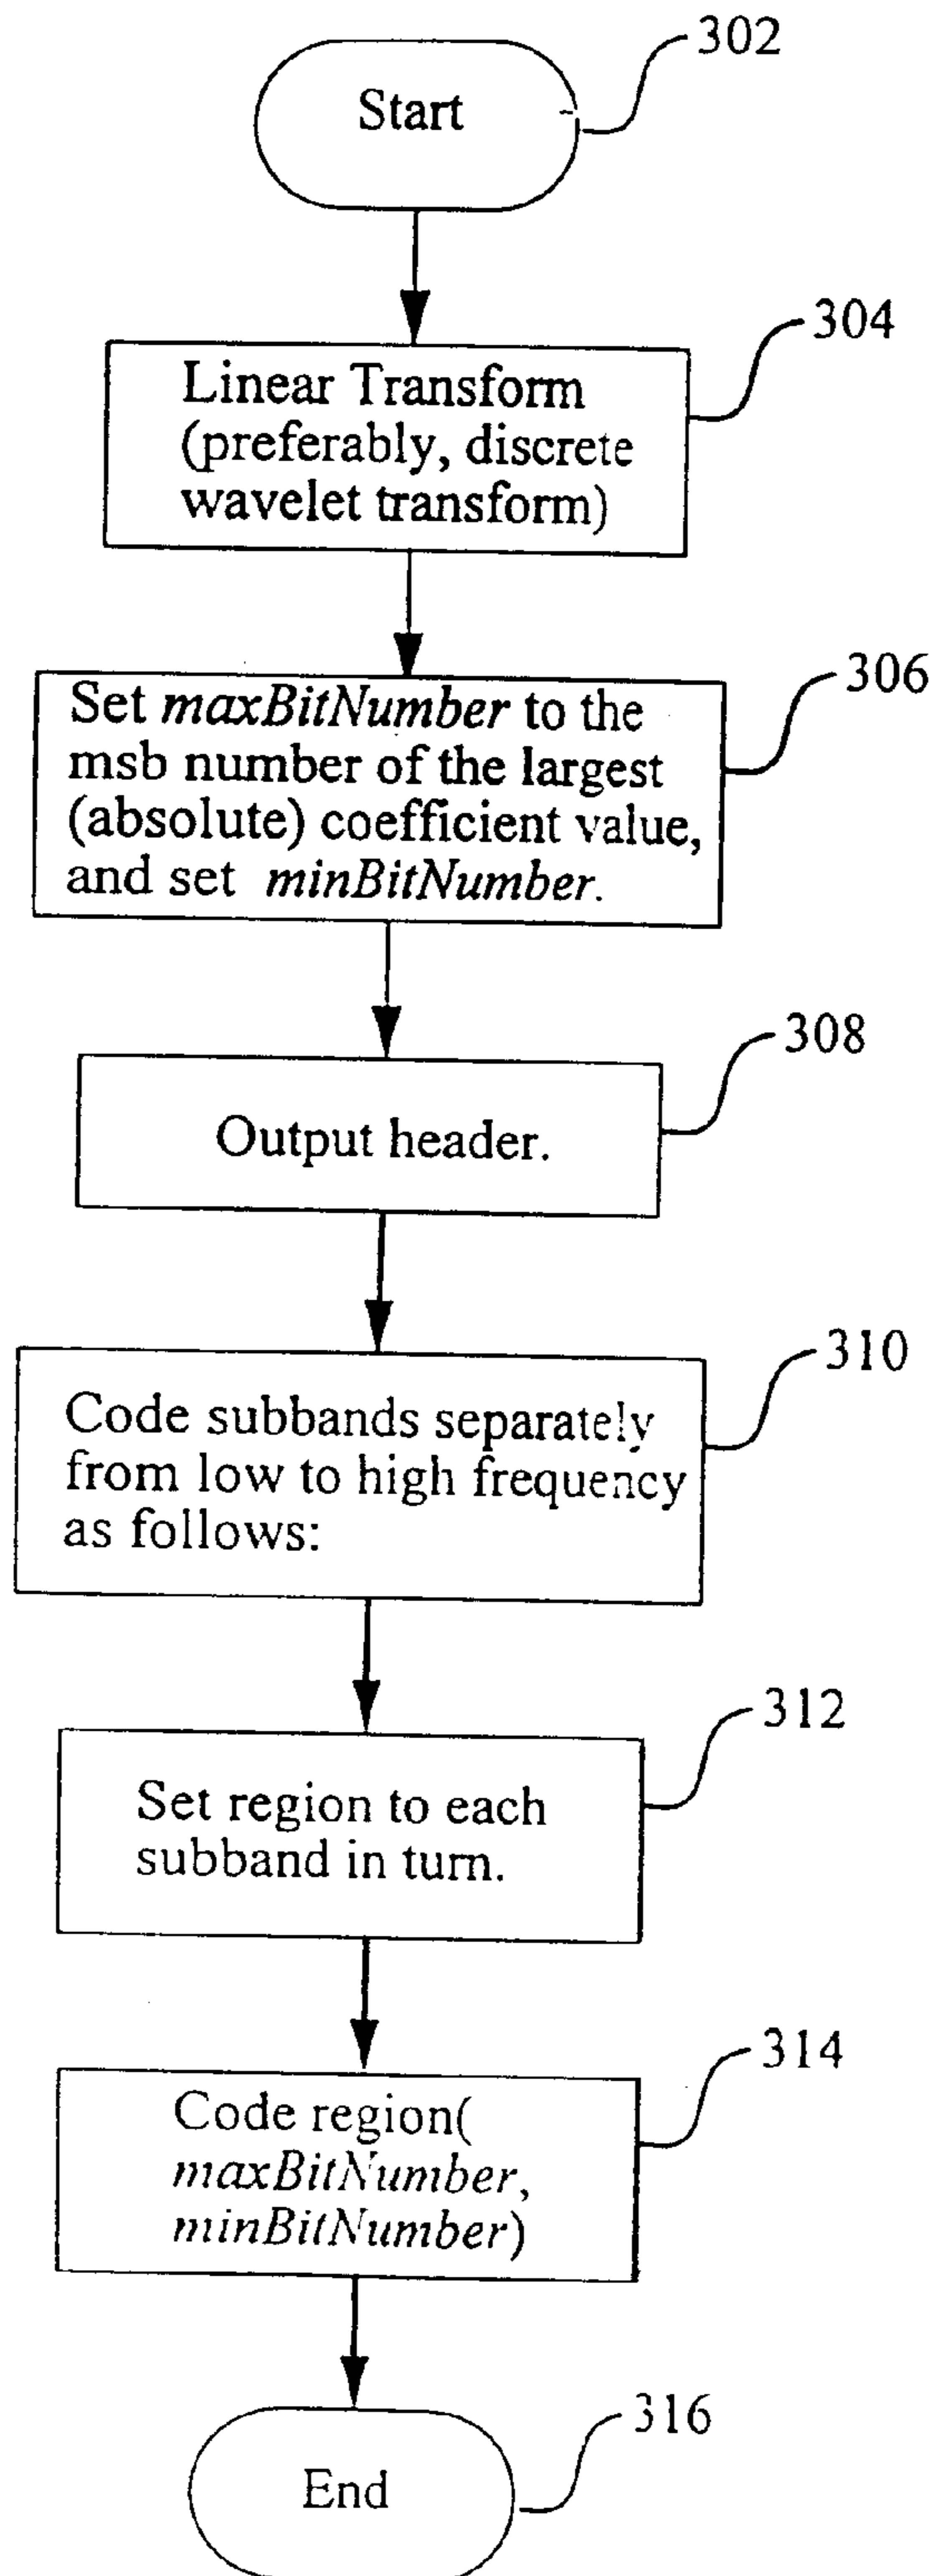 302
Start
304
Linear Transform
(preferably, discrete
wavelet transform)
306
Set maxBitNumber to the
msb number of the largest
(absolute) coefficient value,
and set minBitNumber.
308
Output header.
310
Code subbands separately
from low to high frequency
as follows:
312
Set region to each
subband in turn.
314
Code region(
maxBitNumber,
minBitNumber)
316
End